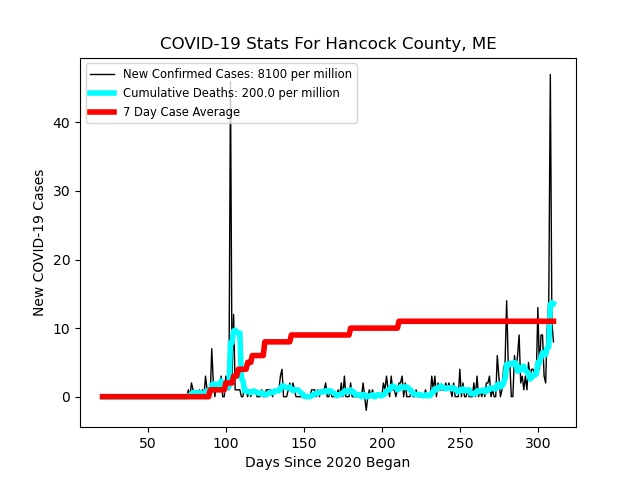 COVID-19 Stats For Hancock County, ME
New Confirmed Cases: 8100 per million
Cumulative Deaths: 200.0 per million
7 Day Case Average
New COVID-19 Cases
40
30
20
10
0
50 100 150 200 250 300
Days Since 2020 Began